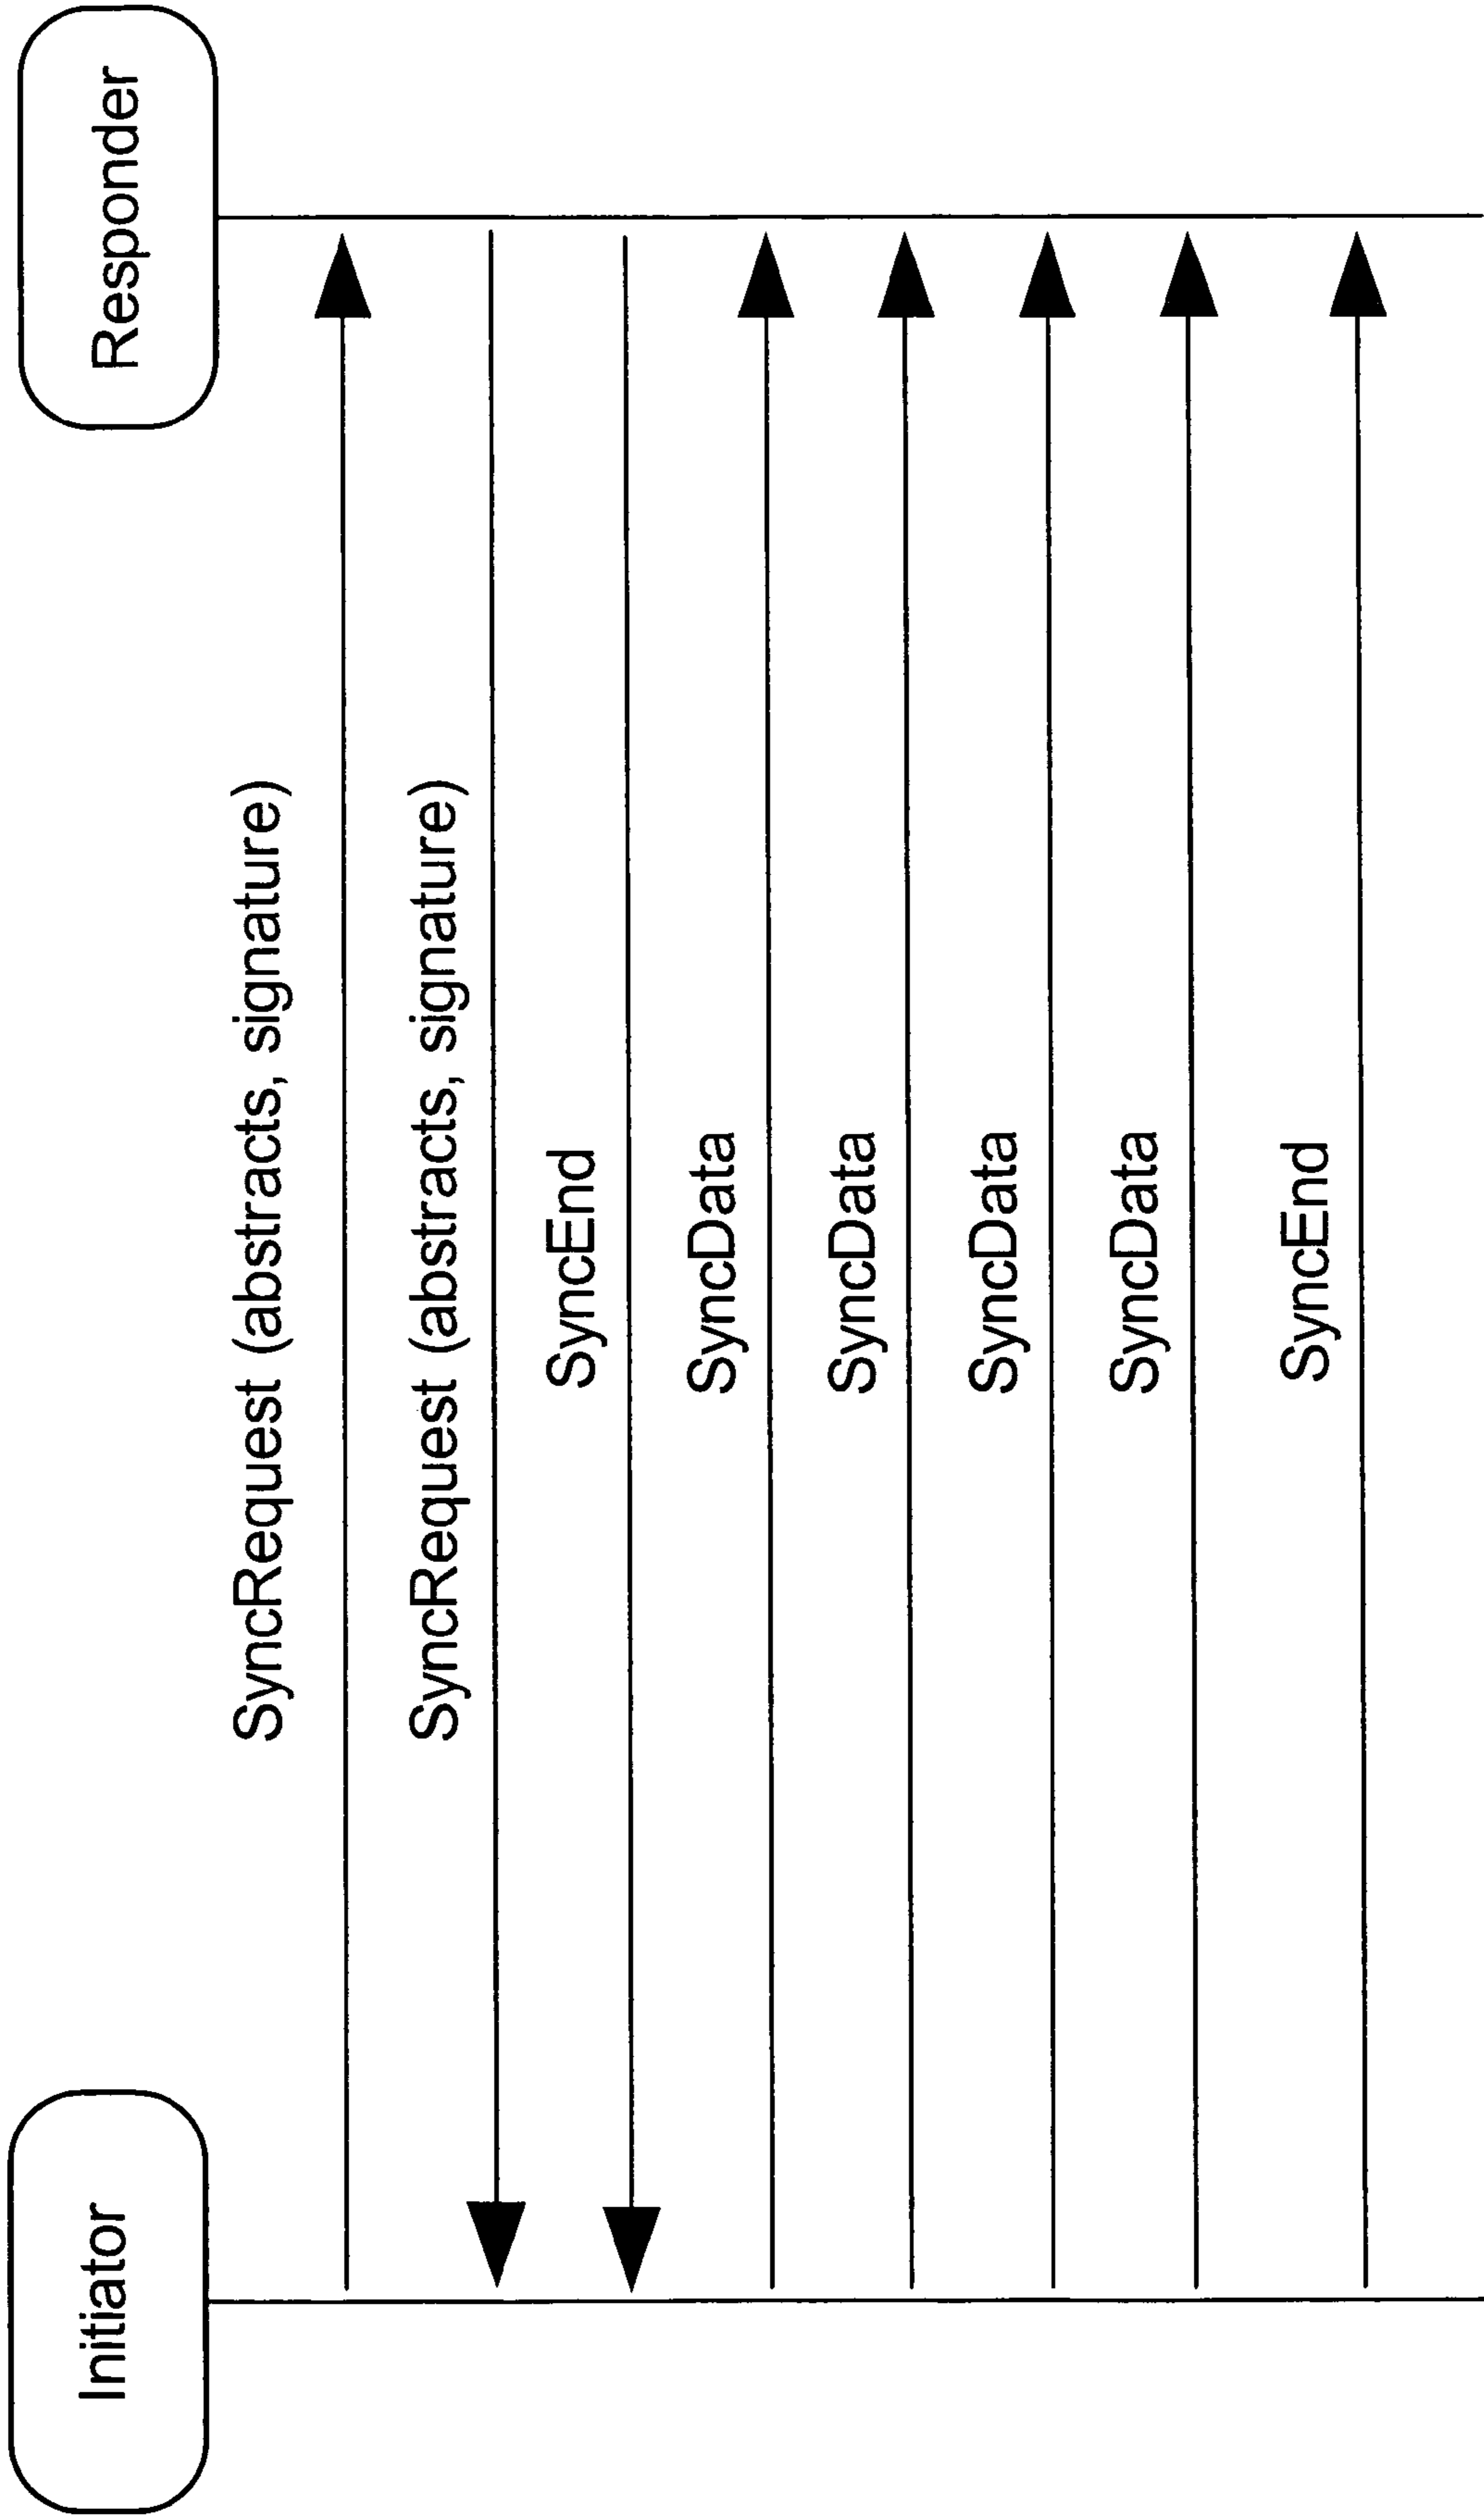 Initiator
Responder
SyncRequest (abstracts, signature)
SyncRequest (abstracts, signature)
SyncEnd
SyncData
SyncData
SyncData
SyncData
SyncEnd